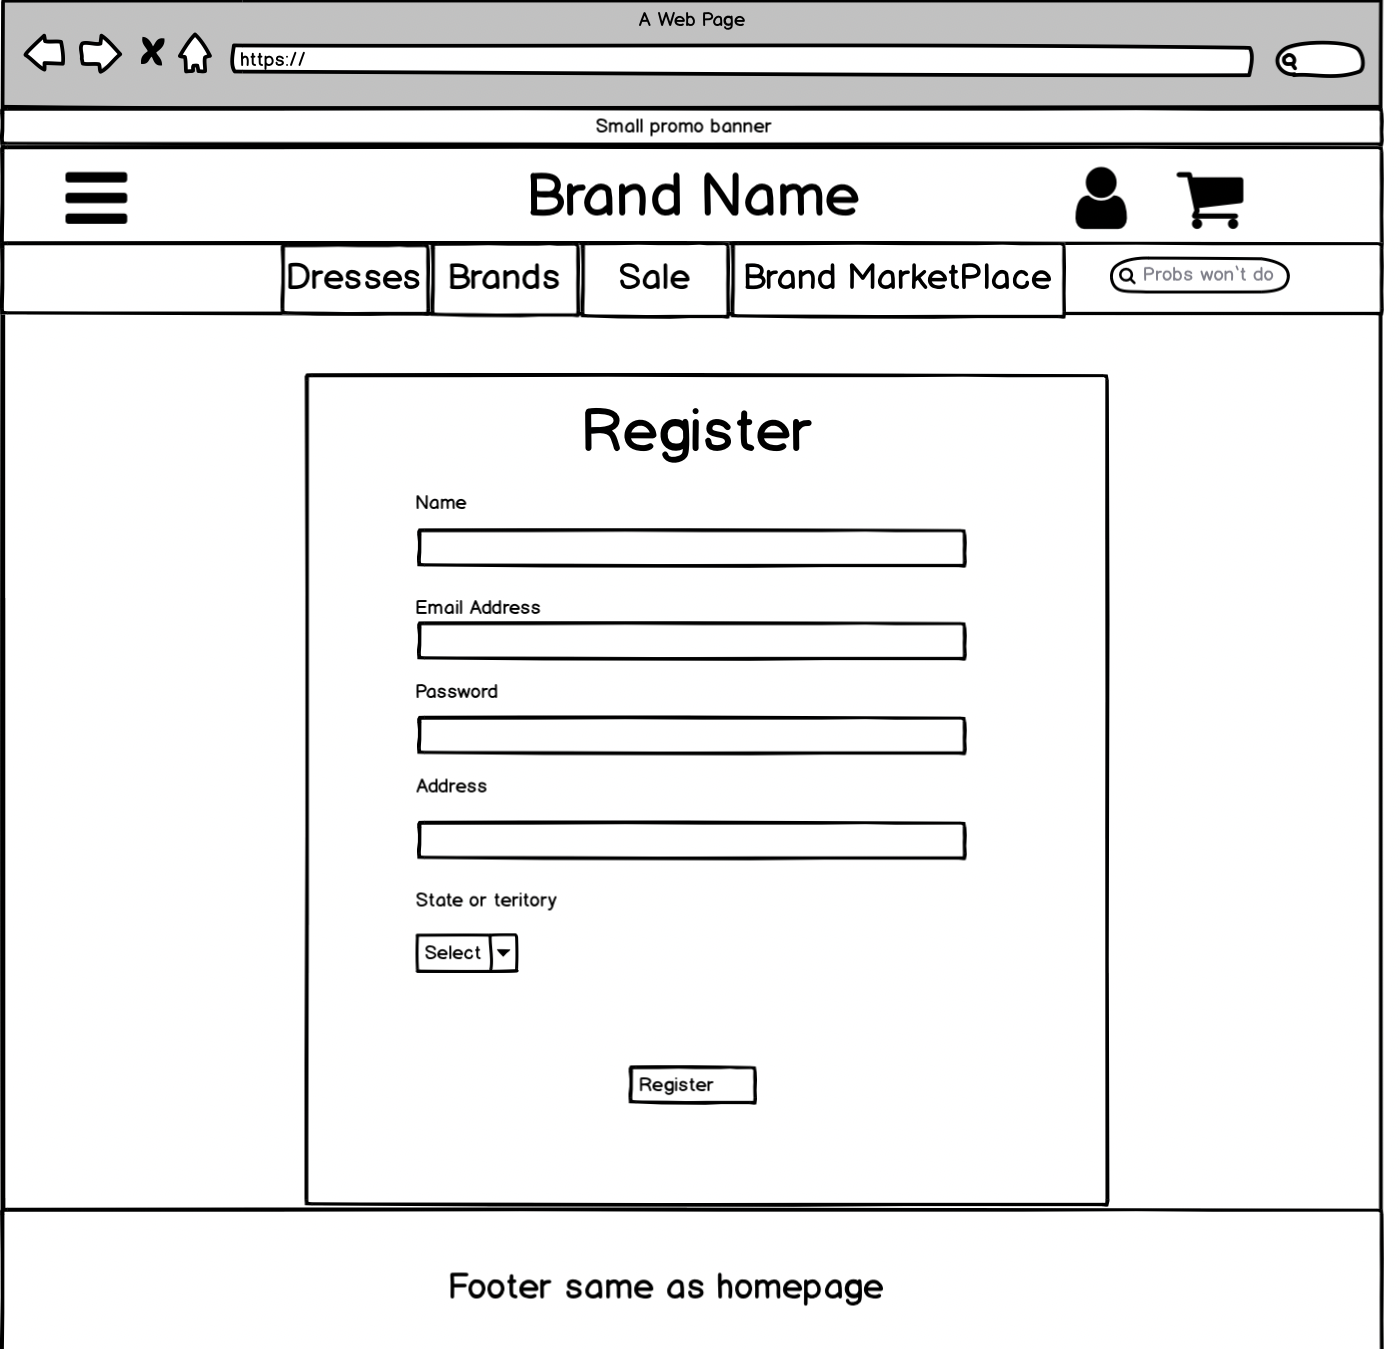 A Web Page
https://
Small promo banner
Brand Name
Dresses Brands Sale Brand MarketPlace Probs won't do
Register
Name
Email Address
Password
Address
State or teritory
Select
Register
Footer same as homepage